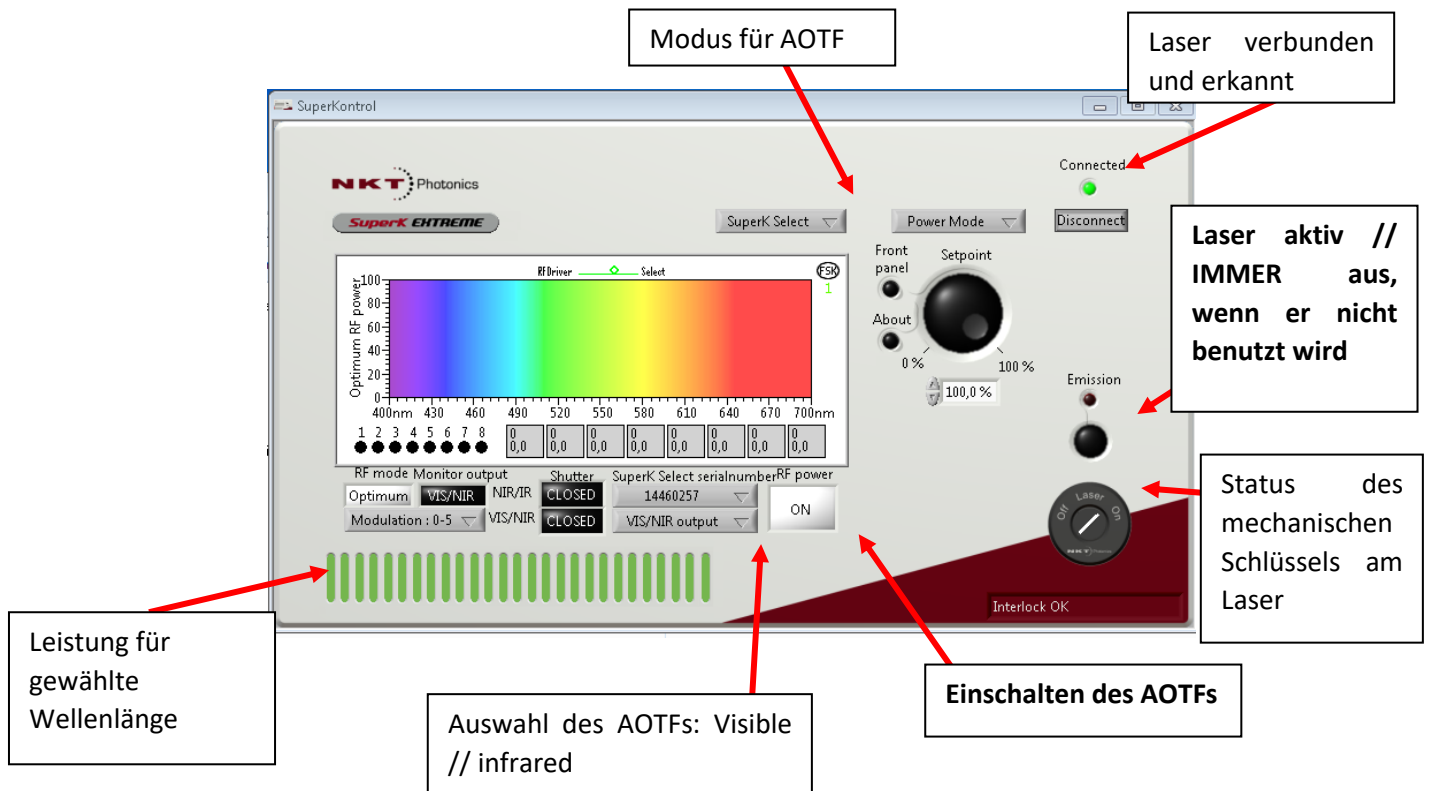 Modus für AOTF
Laser verbunden
und erkannt
SuperKontrol
Connected
NKT Photonics
SuperK EXTREME
SuperK Select
Power Mode
Disconnect
Laser aktiv //
IMMER aus,
wenn er nicht
benutzt wird
Front
panel
Setpoint
About
0 %
100 %
100,0 %
Emission
RFDriver
Select
FSK
1
Optimum RF power
100
80
60
40
20
0
400nm 430 460 490 520 550 580 610 640 670 700nm
1 2 3 4 5 6 7 8
0 0 0 0 0 0 0 0
0,0 0,0 0,0 0,0 0,0 0,0 0,0 0,0
RF mode Monitor output Shutter SuperK Select serialnumber RF power
Optimum VIS/NIR NIR/IR CLOSED 14460257
Modulation : 0-5 VIS/NIR CLOSED VIS/NIR output
ON
Off Laser On
NKT Photonics
Interlock OK
Status des
mechanischen
Schlüssels am
Laser
Leistung für
gewählte
Wellenlänge
Auswahl des AOTFs: Visible
// infrared
Einschalten des AOTFs